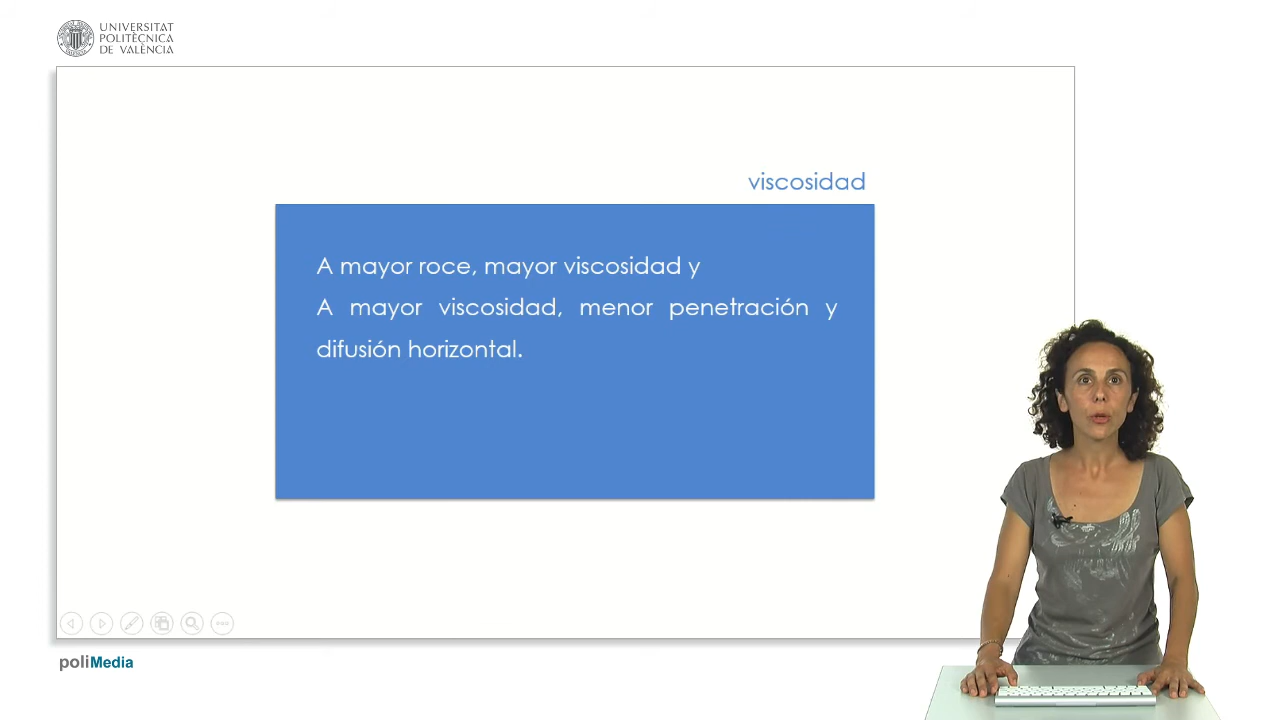 UNIVERSITAT
POLITÈCNICA
DE VALÈNCIA
viscosidad
A mayor roce, mayor viscosidad y
A mayor viscosidad, menor penetración y
difusión horizontal.
poliMedia